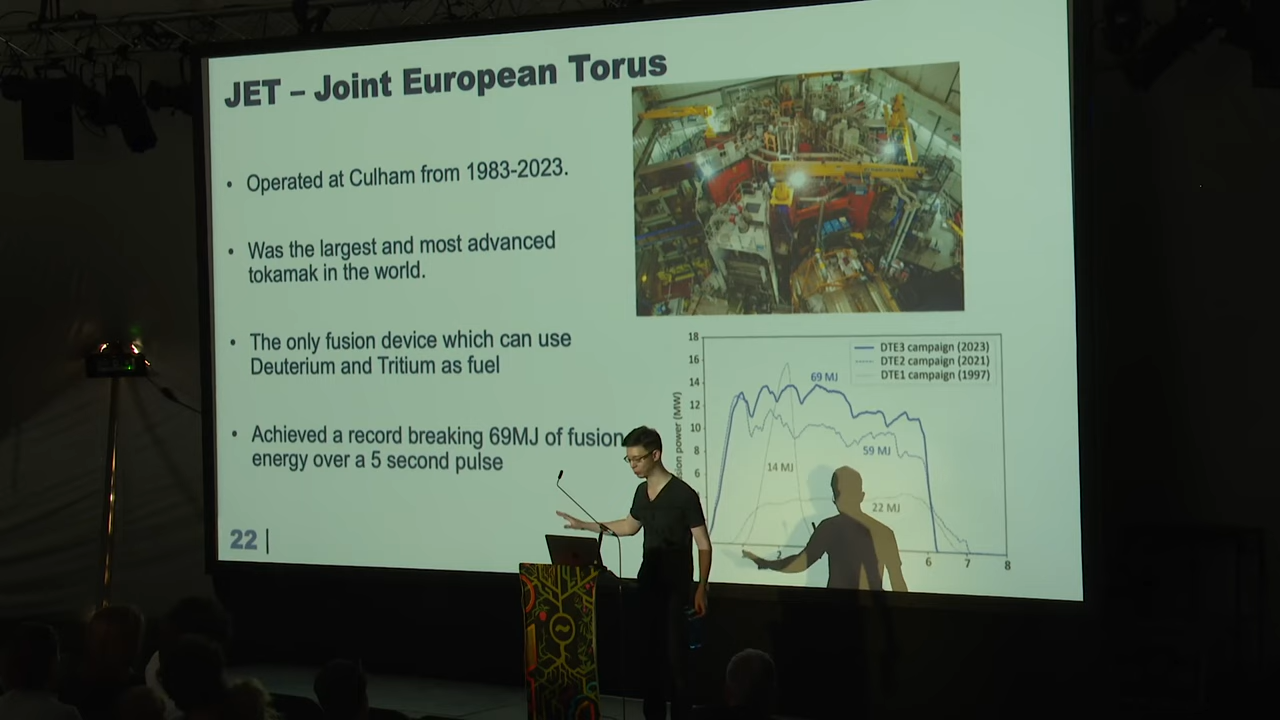 JET – Joint European Torus
• Operated at Culham from 1983-2023.
• Was the largest and most advanced
tokamak in the world.
• The only fusion device which can use
Deuterium and Tritium as fuel
• Achieved a record breaking 69MJ of fusion
energy over a 5 second pulse
22 |
18
16
14
12
10
8
6
sion power (MW)
DTE3 campaign (2023)
DTE2 campaign (2021)
DTE1 campaign (1997)
69 MJ
59 MJ
14 MJ
22 MJ
2
6
7
8